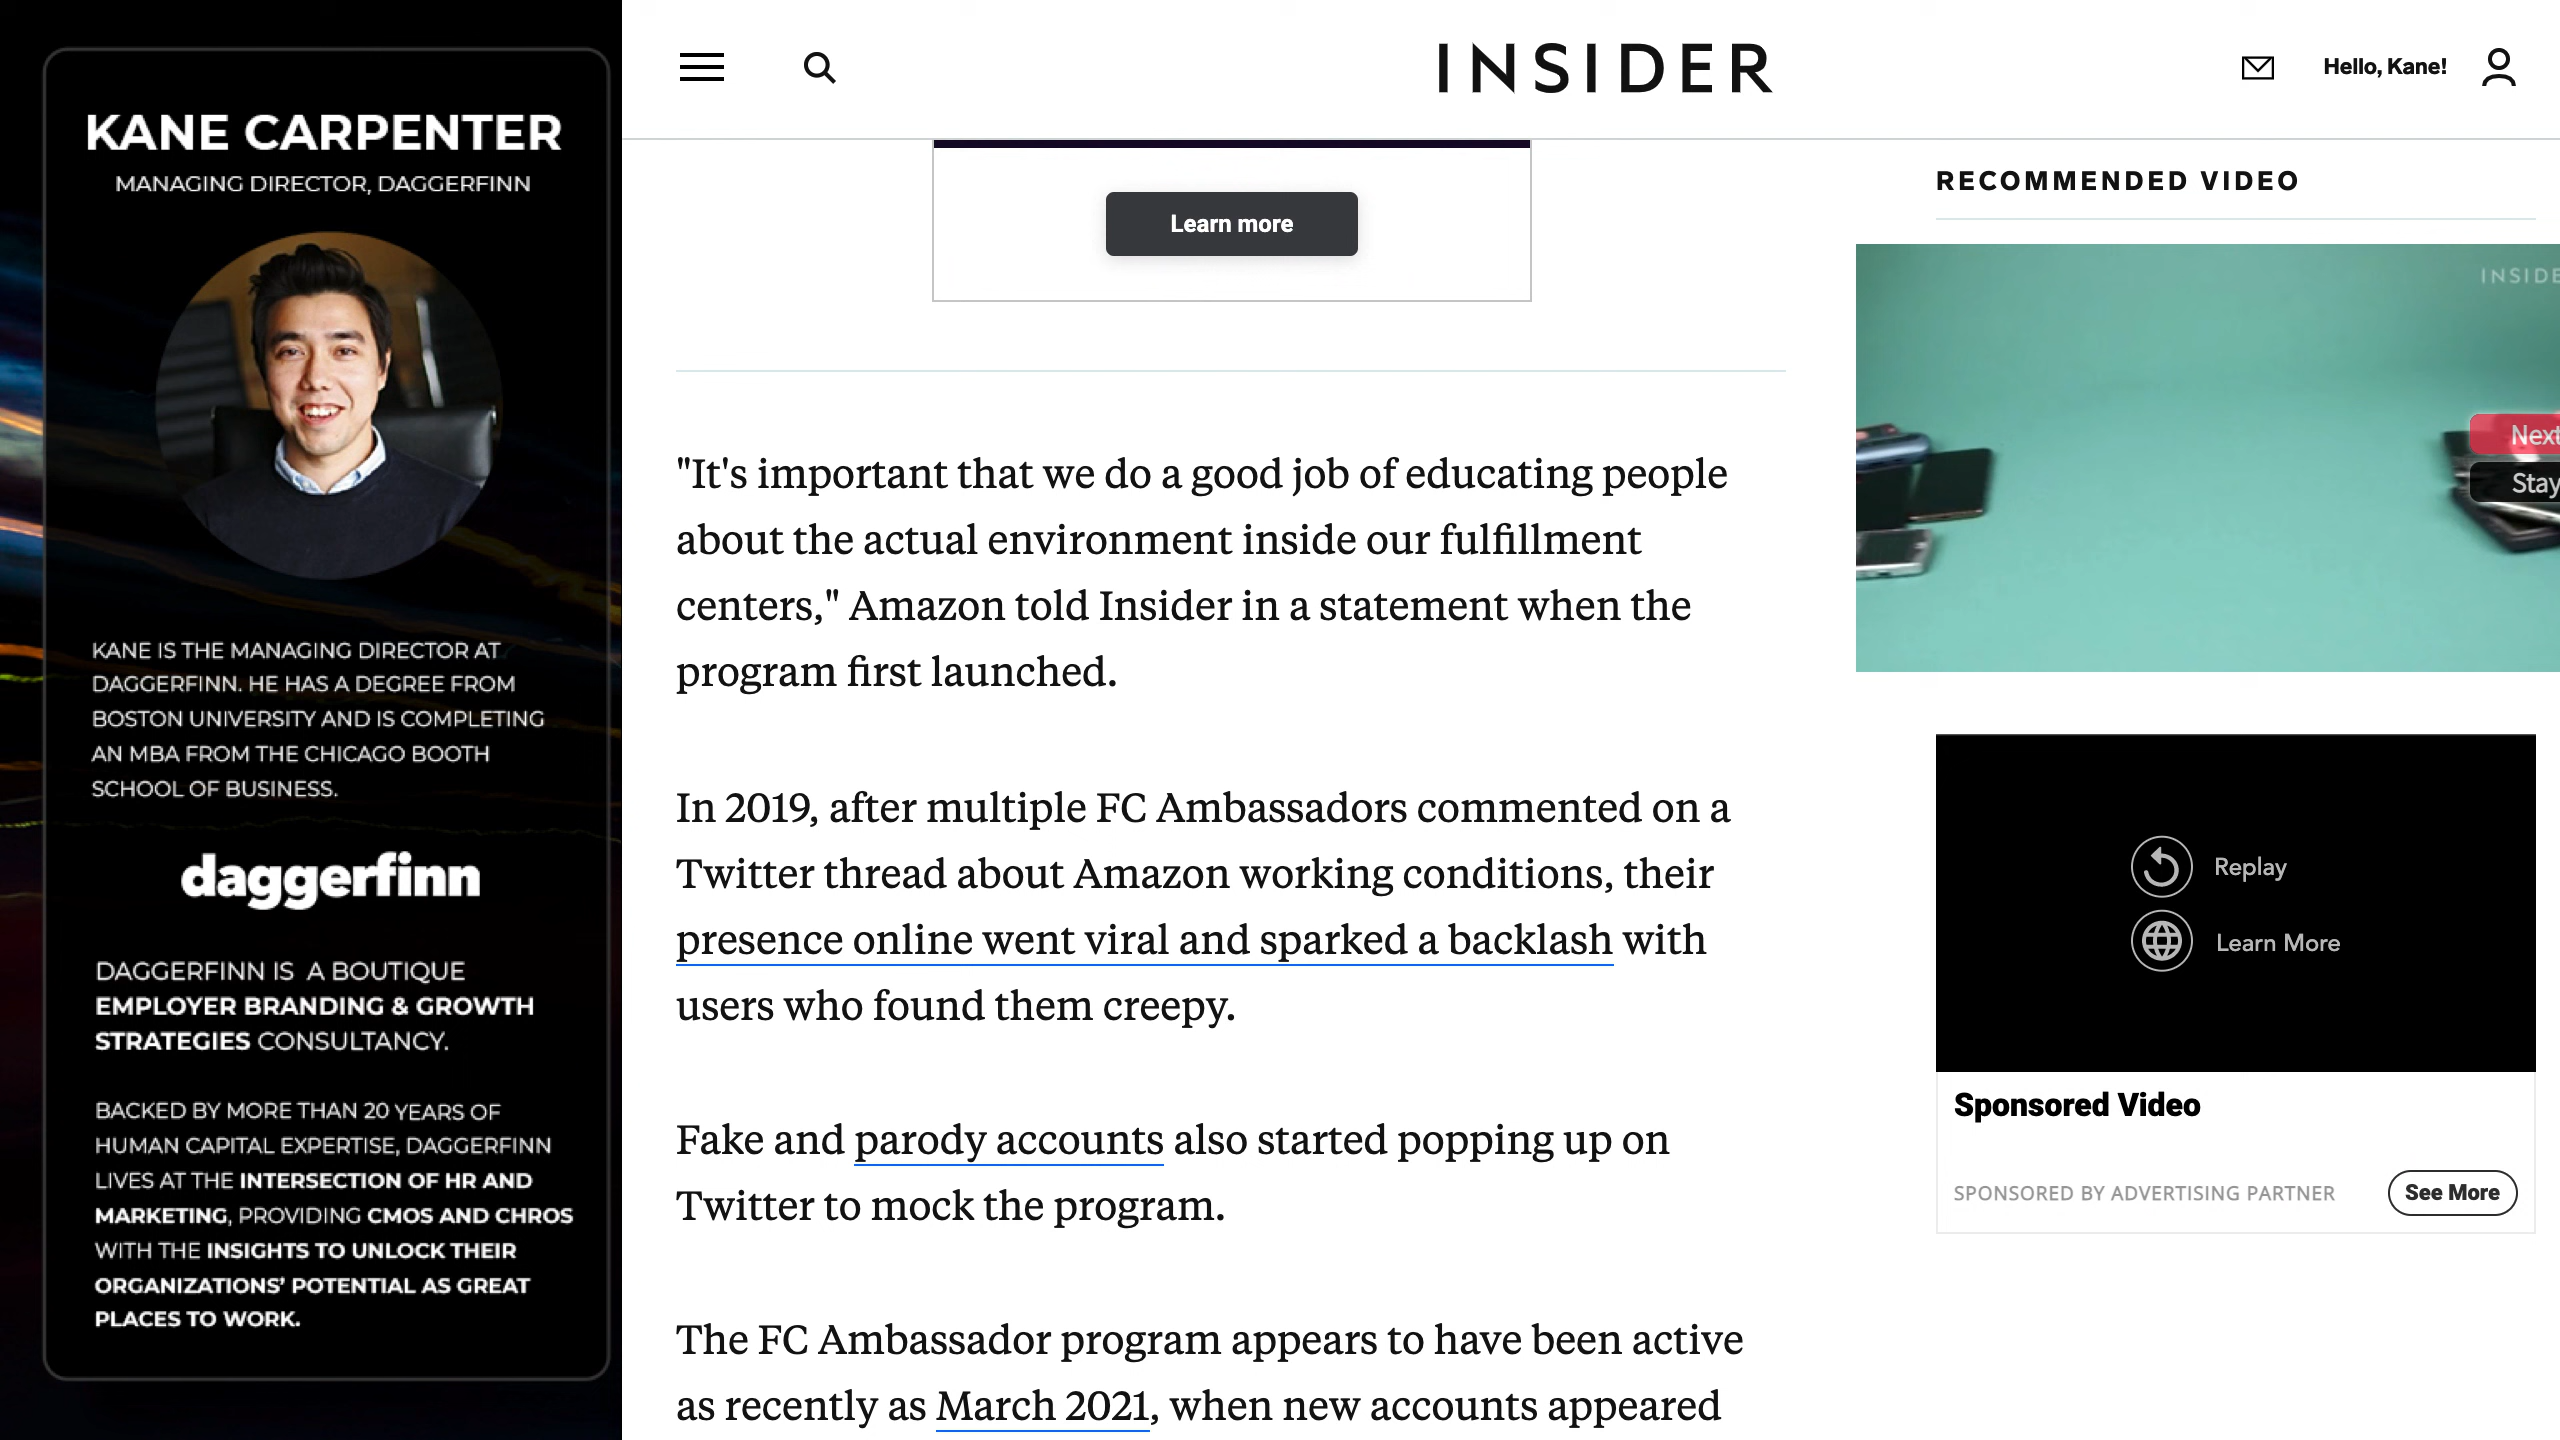 KANE CARPENTER
MANAGING DIRECTOR, DAGGERFINN
KANE IS THE MANAGING DIRECTOR AT
DAGGERFINN. HE HAS A DEGREE FROM
BOSTON UNIVERSITY AND IS COMPLETING
AN MBA FROM THE CHICAGO BOOTH
SCHOOL OF BUSINESS.
daggerfinn
DAGGERFINN IS A BOUTIQUE
EMPLOYER BRANDING & GROWTH
STRATEGIES CONSULTANCY.
BACKED BY MORE THAN 20 YEARS OF
HUMAN CAPITAL EXPERTISE, DAGGERFINN
LIVES AT THE INTERSECTION OF HR AND
MARKETING, PROVIDING CMOS AND CHROS
WITH THE INSIGHTS TO UNLOCK THEIR
ORGANIZATIONS' POTENTIAL AS GREAT
PLACES TO WORK.
INSIDER
Hello, Kane!
Learn more
"It's important that we do a good job of educating people
about the actual environment inside our fulfillment
centers," Amazon told Insider in a statement when the
program first launched.
In 2019, after multiple FC Ambassadors commented on a
Twitter thread about Amazon working conditions, their
presence online went viral and sparked a backlash with
users who found them creepy.
Fake and parody accounts also started popping up on
Twitter to mock the program.
The FC Ambassador program appears to have been active
as recently as March 2021, when new accounts appeared
RECOMMENDED VIDEO
INSIDE
Next
Stay
Replay
Learn More
Sponsored Video
SPONSORED BY ADVERTISING PARTNER
See More